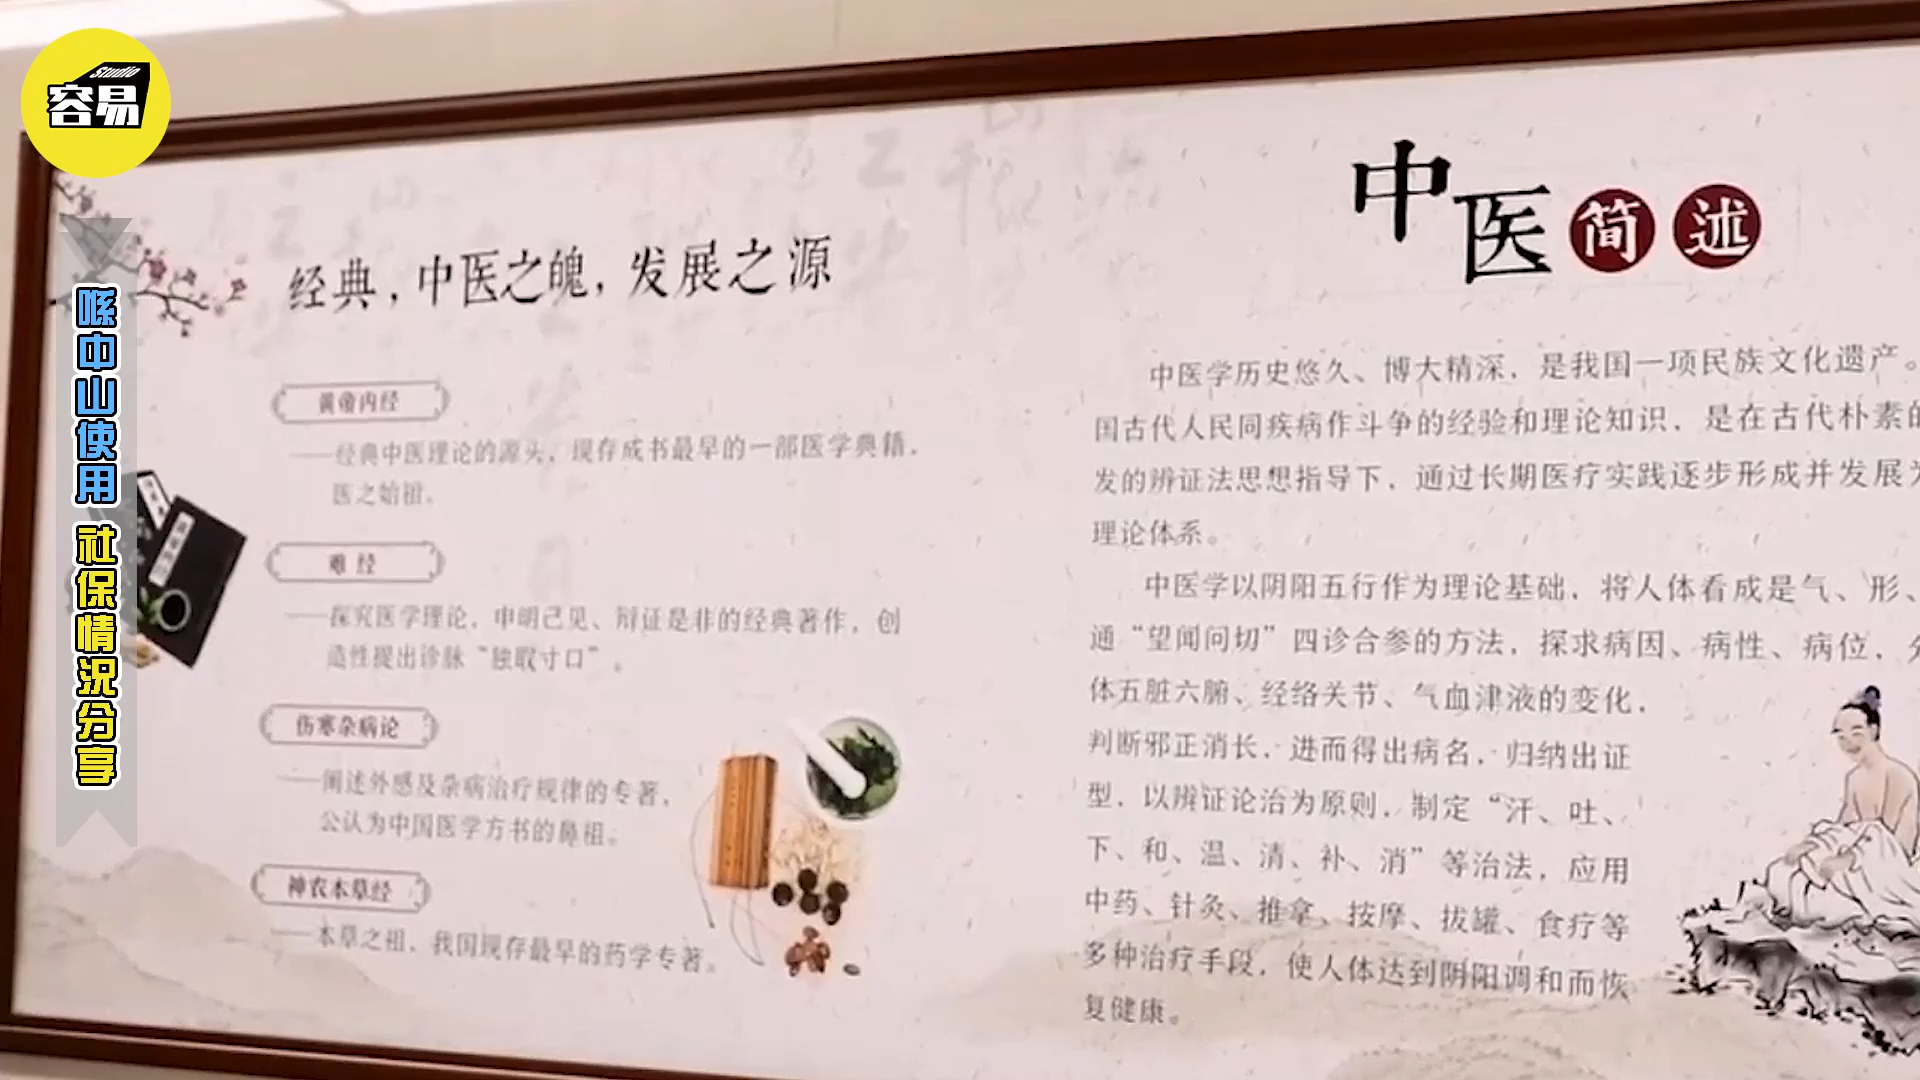 Studio
容易
喺中山使用 社保情況分享
经典，中医之魄，发展之源
黄帝内经
——经典中医理论的源头，现存成书最早的一部医学典籍，
医之始祖。
难经
——探究医学理论，申明己见、辩证是非的经典著作，创
造性提出诊脉“独取寸口”。
伤寒杂病论
——阐述外感及杂病治疗规律的专著，
公认为中国医学方书的鼻祖。
神农本草经
——本草之祖，我国现存最早的药学专著。
中医简述
中医学历史悠久、博大精深，是我国一项民族文化遗产。
国古代人民同疾病作斗争的经验和理论知识，是在古代朴素的
发的辨证法思想指导下，通过长期医疗实践逐步形成并发展为
理论体系。
中医学以阴阳五行作为理论基础，将人体看成是气、形、
通“望闻问切”四诊合参的方法，探求病因、病性、病位，分
体五脏六腑、经络关节、气血津液的变化，
判断邪正消长，进而得出病名，归纳出证
型，以辨证论治为原则，制定“汗、吐、
下、和、温、清、补、消”等治法，应用
中药、针灸、推拿、按摩、拔罐、食疗等
多种治疗手段，使人体达到阴阳调和而恢
复健康。